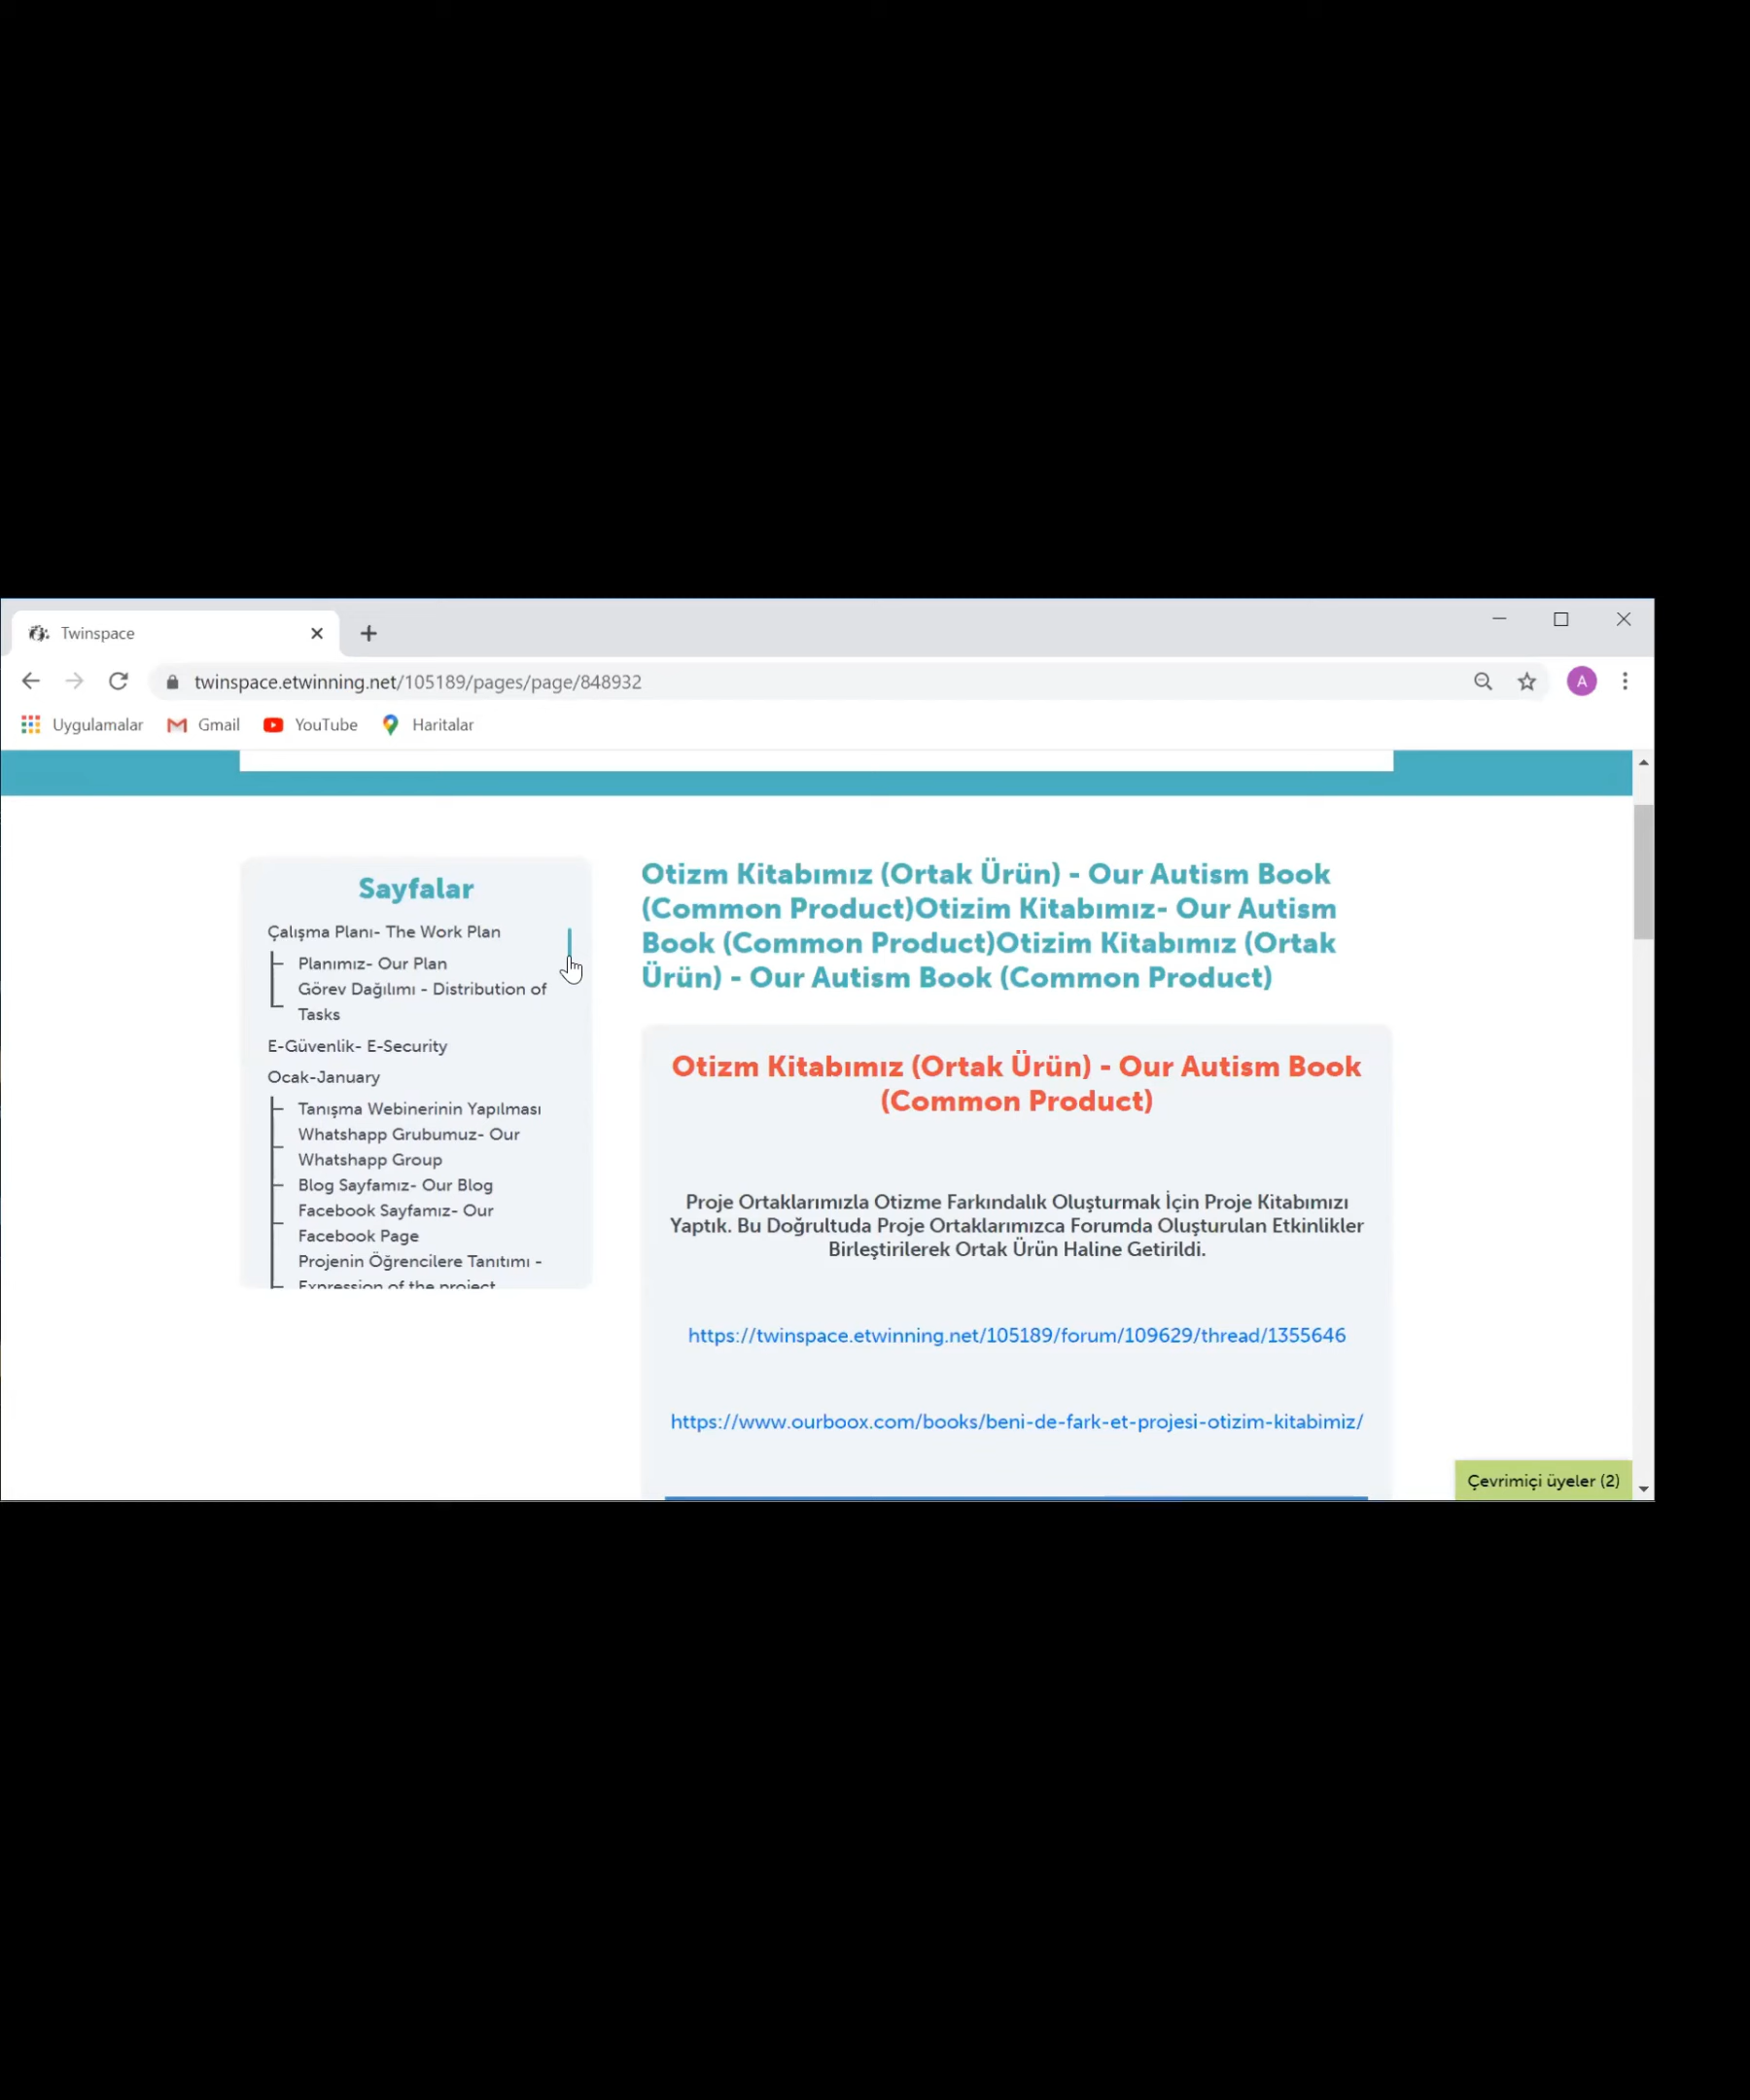 Twinspace
twinspace.etwinning.net/105189/pages/page/848932
A
Uygulamalar
Gmail
YouTube
Haritalar
Sayfalar
Çalışma Planı- The Work Plan
Planımız- Our Plan
Görev Dağılımı - Distribution of
Tasks
E-Güvenlik- E-Security
Ocak-January
Tanışma Webinerinin Yapılması
Whatshapp Grubumuz- Our
Whatshapp Group
Blog Sayfamız- Our Blog
Facebook Sayfamız- Our
Facebook Page
Projenin Öğrencilere Tanıtımı -
Expression of the project
Otizm Kitabımız (Ortak Ürün) - Our Autism Book
(Common Product)Otizim Kitabımız- Our Autism
Book (Common Product)Otizim Kitabımız (Ortak
Ürün) - Our Autism Book (Common Product)
Otizm Kitabımız (Ortak Ürün) - Our Autism Book
(Common Product)
Proje Ortaklarımızla Otizme Farkındalık Oluşturmak İçin Proje Kitabımızı
Yaptık. Bu Doğrultuda Proje Ortaklarımızca Forumda Oluşturulan Etkinlikler
Birleştirilerek Ortak Ürün Haline Getirildi.
https://twinspace.etwinning.net/105189/forum/109629/thread/1355646
https://www.ourboox.com/books/beni-de-fark-et-projesi-otizim-kitabimiz/
Çevrimiçi üyeler (2)